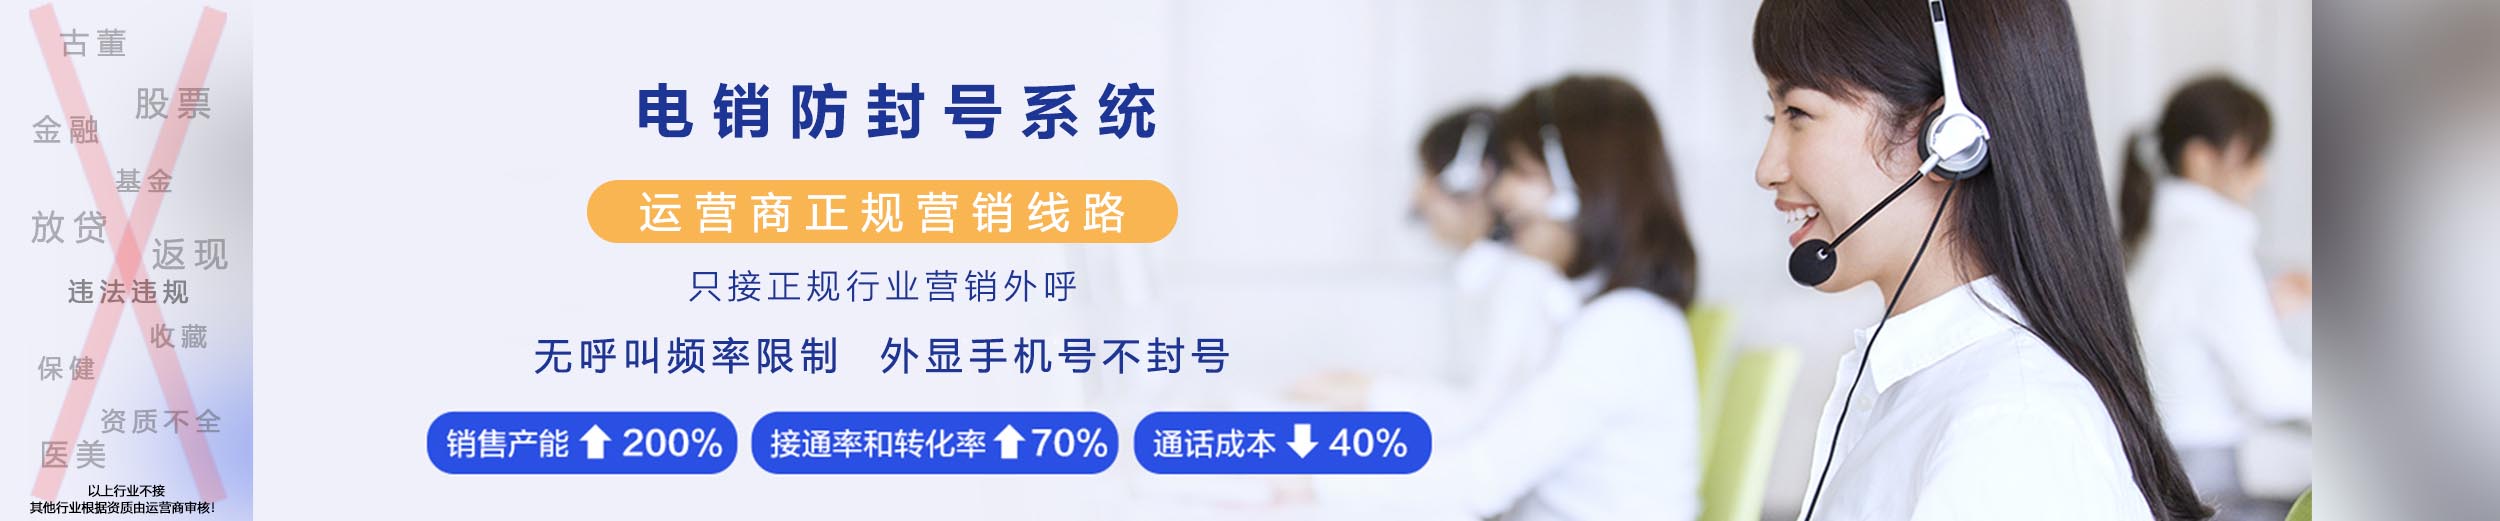 古董
股票
金融
基金
放贷
返现
违法违规
收藏
保健
资质不全
医美
以上行业不接
其他行业根据资质由运营商审核!
电销防封号系统
运营商正规营销线路
只接正规行业营销外呼
无呼叫频率限制 外显手机号不封号
销售产能 200% 接通率和转化率 70% 通话成本 40%